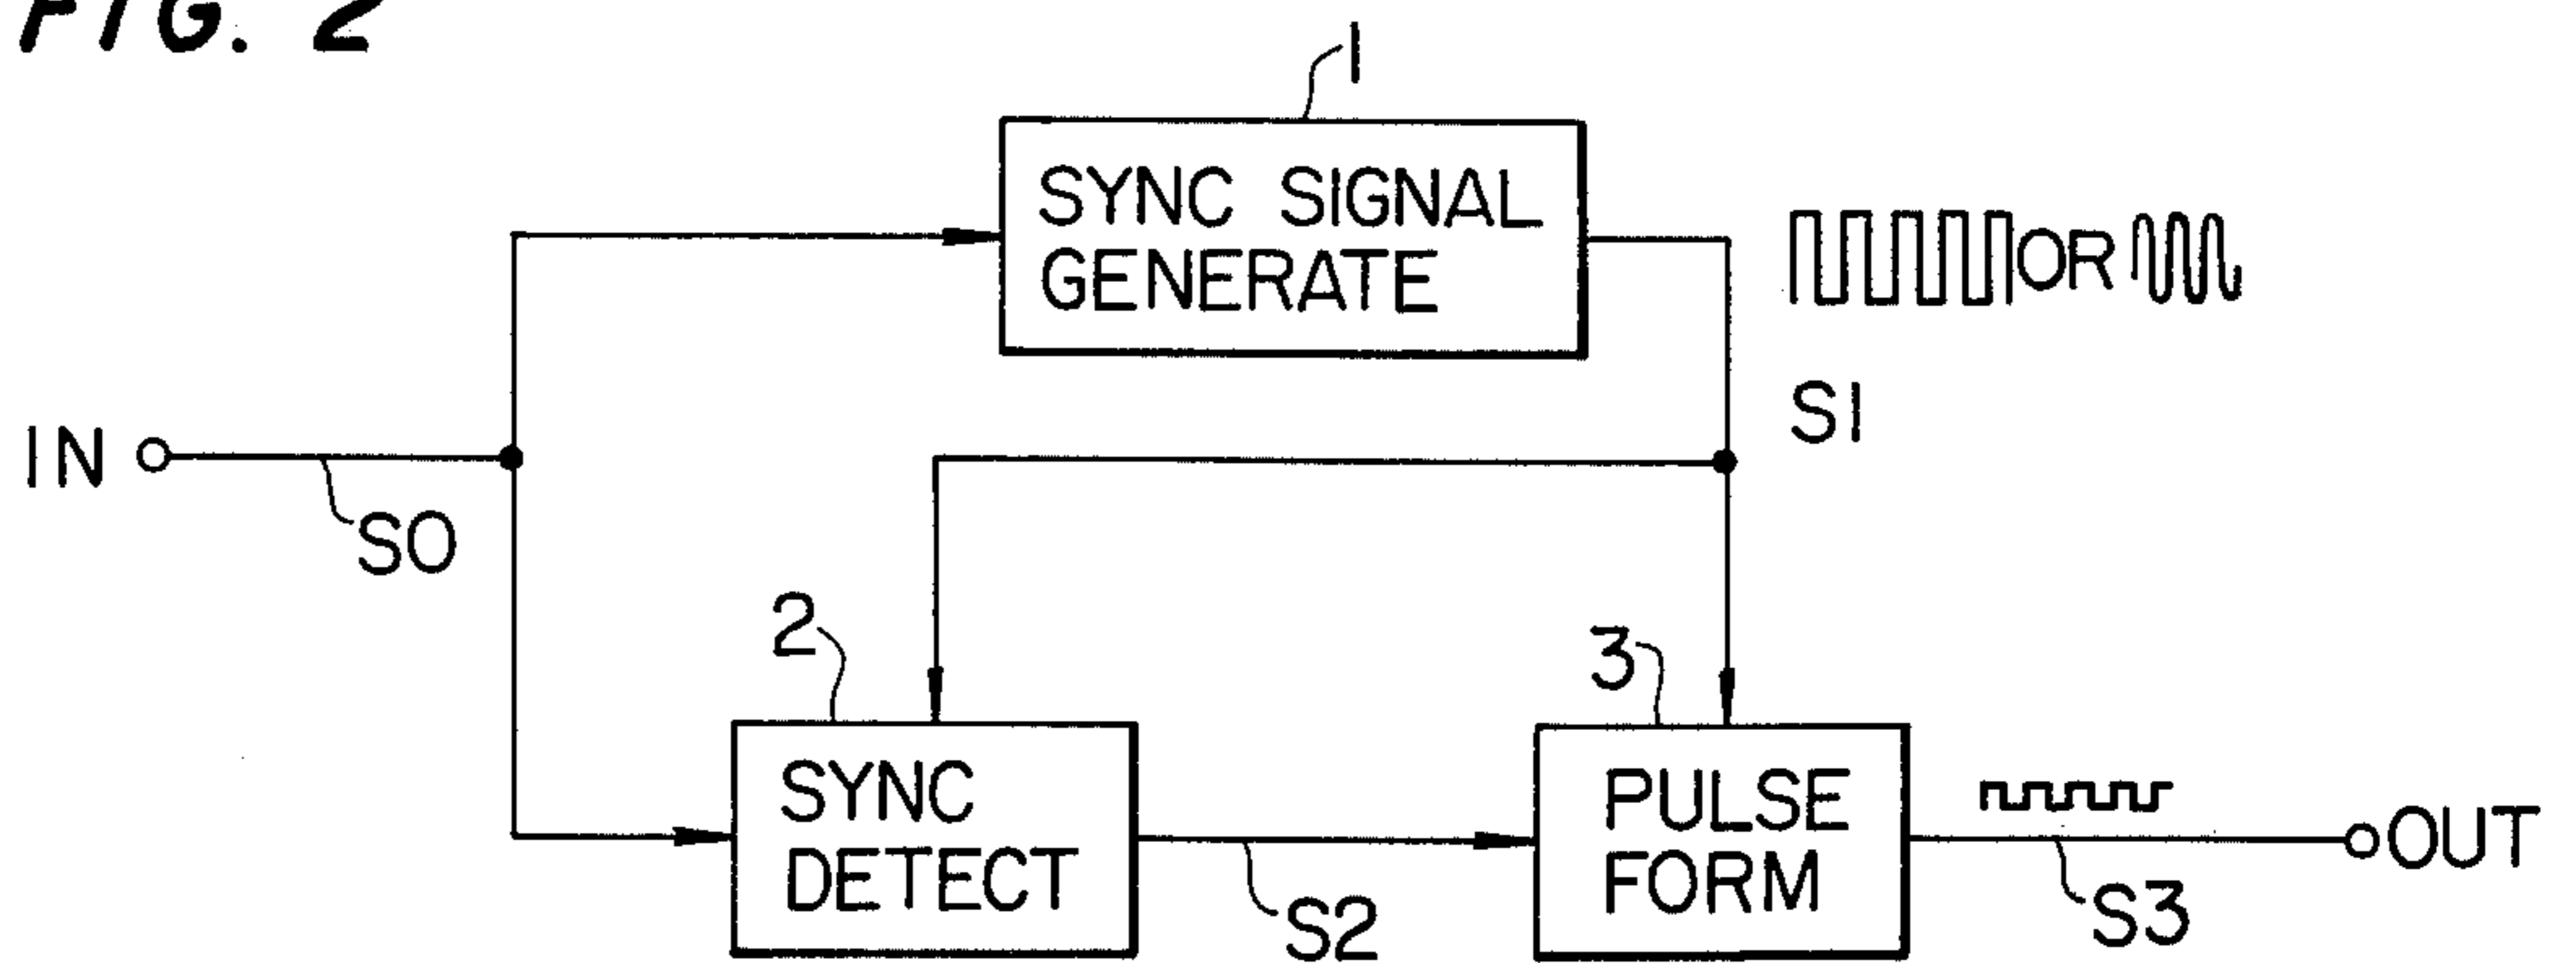 FIG. 2
1
SYNC SIGNAL
GENERATE
OR
S1
IN
S0
2
3
SYNC
DETECT
PULSE
FORM
OUT
S2
S3